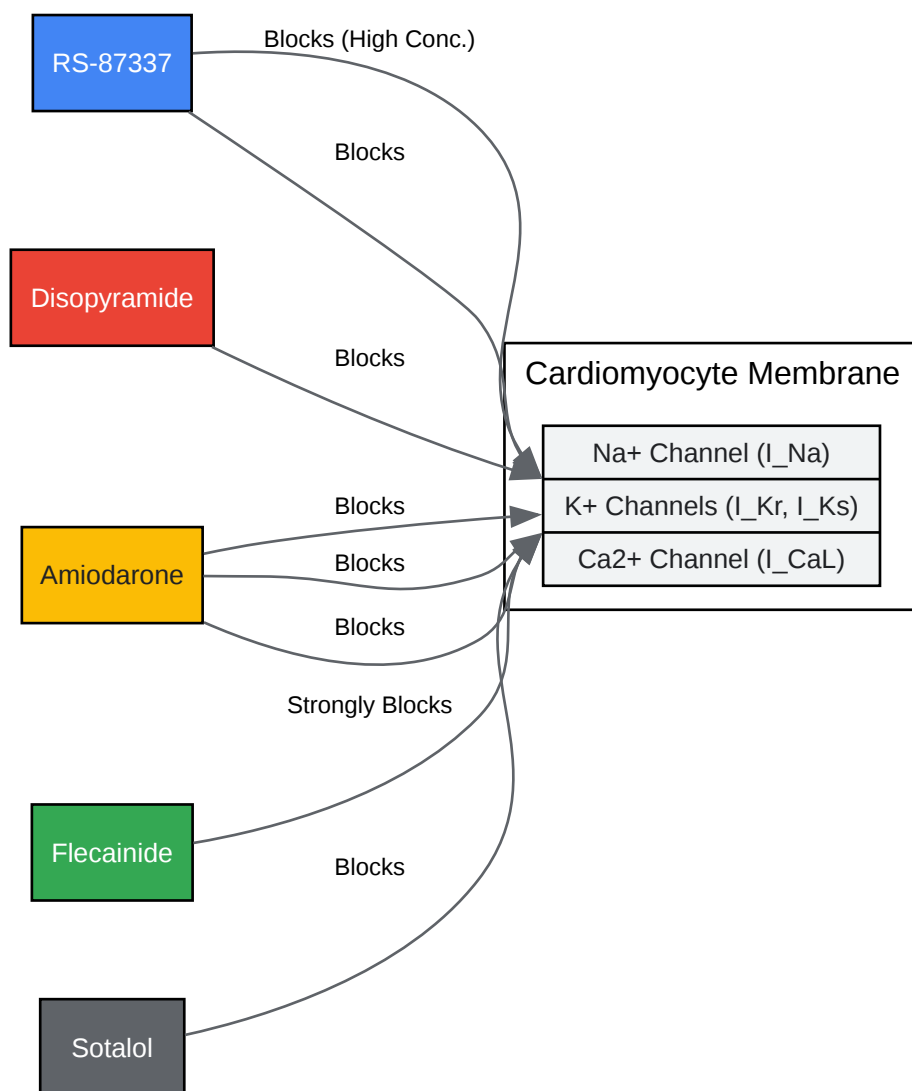 RS-87337
Blocks (High Conc.)
Blocks
Disopyramide
Blocks
Cardiomyocyte Membrane
Na+ Channel (I_Na)
K+ Channels (I_Kr, I_Ks)
Ca2+ Channel (I_CaL)
Amiodarone
Blocks
Blocks
Blocks
Strongly Blocks
Flecainide
Blocks
Sotalol